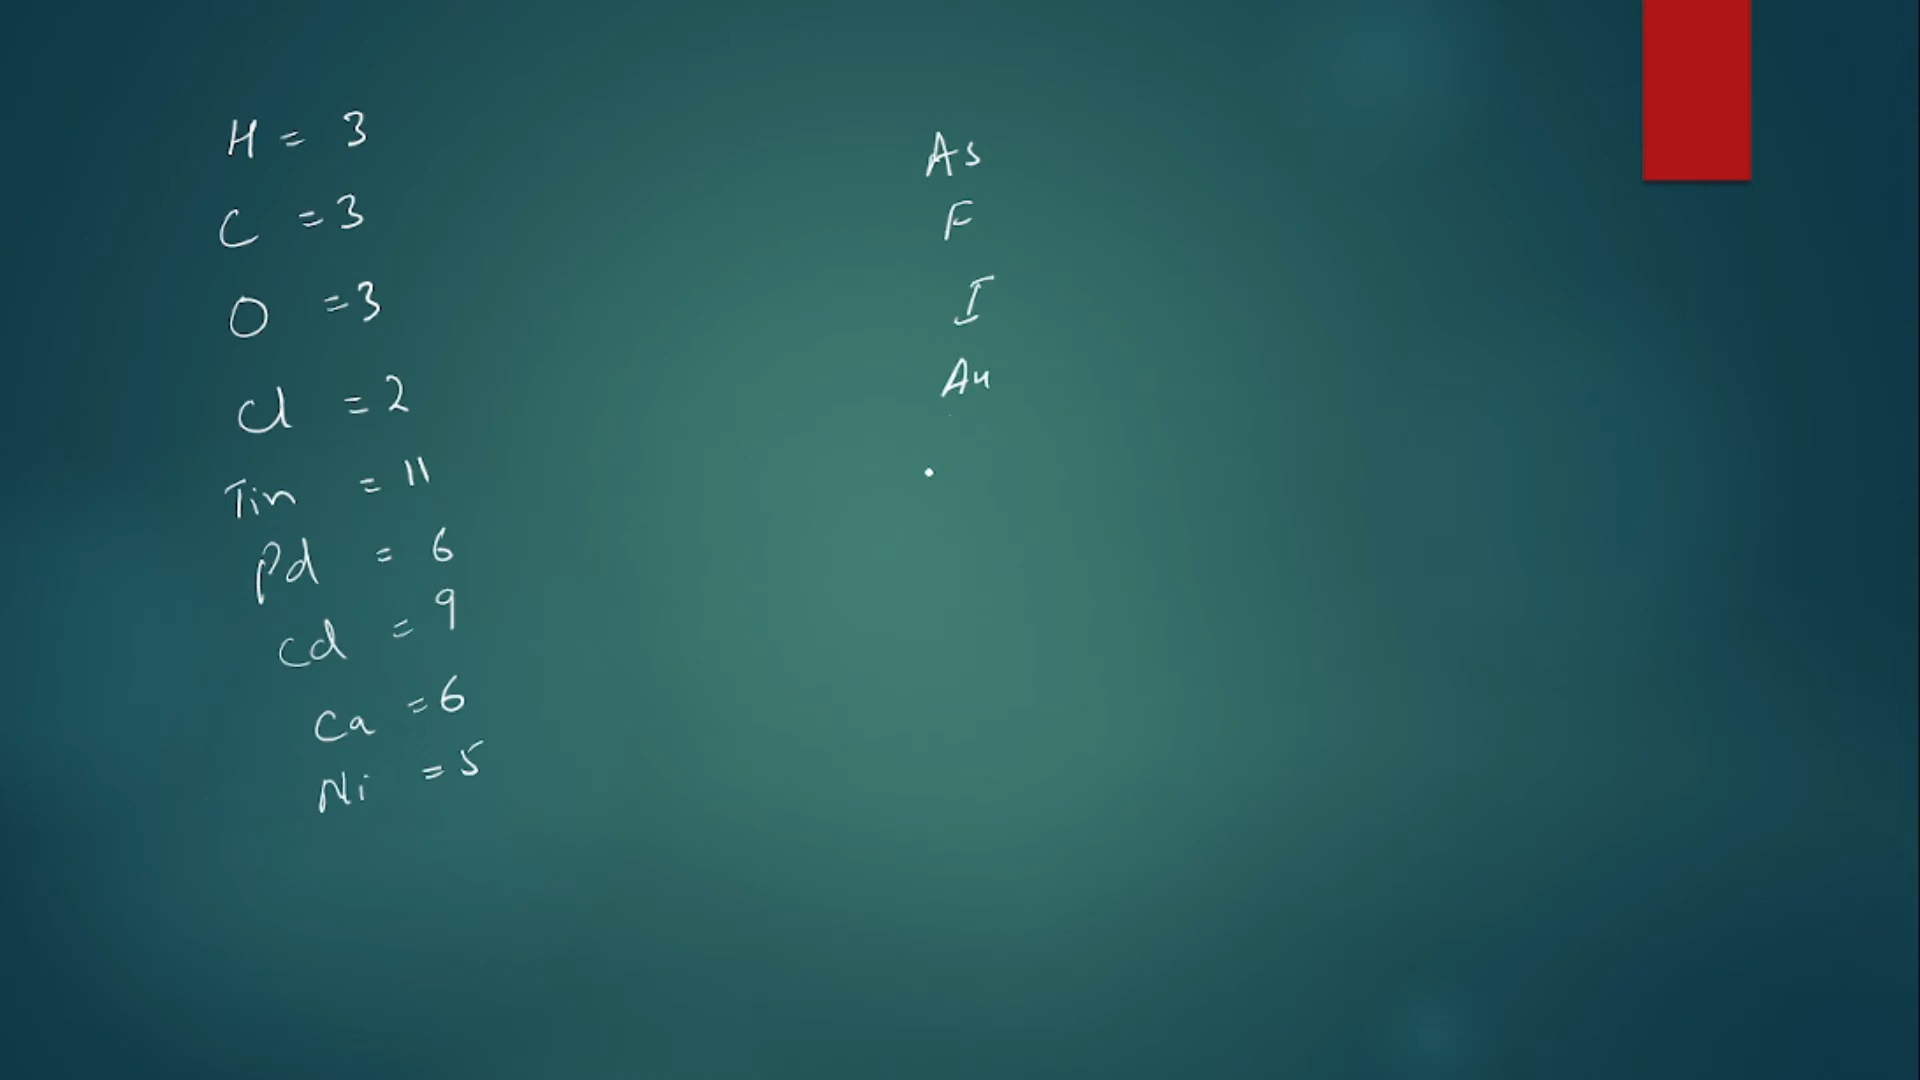 H = 3
C = 3
O = 3
Cl = 2
Tin = 11
Pd = 6
Cd = 9
Ca = 6
Ni = 5
As
F
I
Au